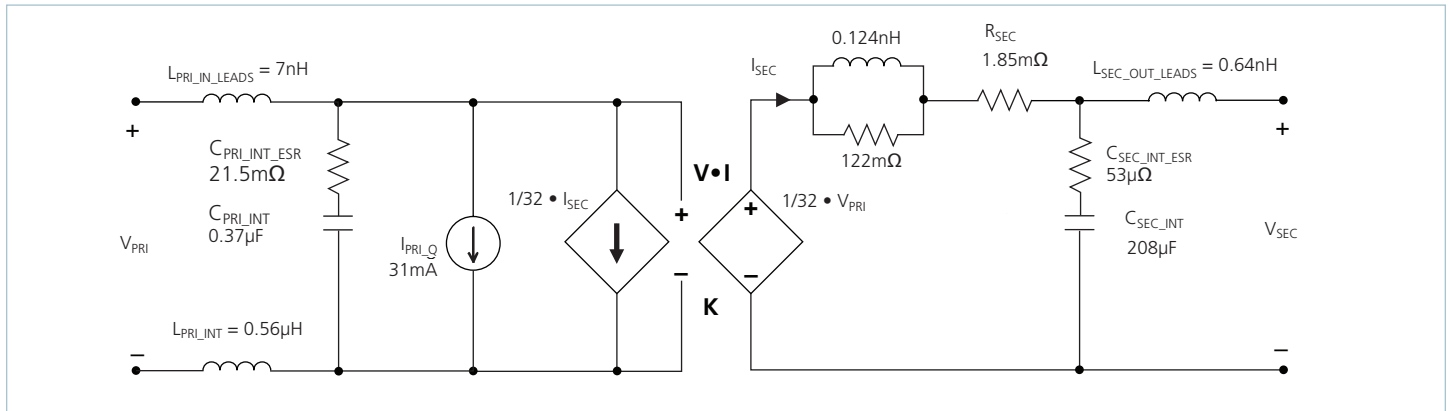 L_PRI_IN_LEADS = 7nH
+
C_PRI_INT_ESR
21.5mΩ
C_PRI_INT
0.37µF
V_PRI
L_PRI_INT = 0.56µH
–
I_PRI_Q
31mA
1/32 • I_SEC
V•I
+
–
K
+
–
1/32 • V_PRI
I_SEC
0.124nH
122mΩ
R_SEC
1.85mΩ
L_SEC_OUT_LEADS = 0.64nH
+
C_SEC_INT_ESR
53µΩ
C_SEC_INT
208µF
V_SEC
–